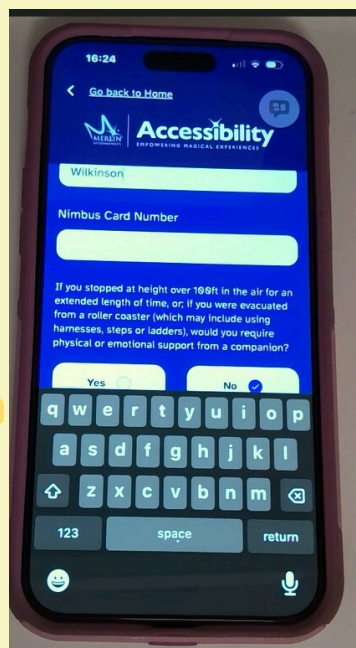 16:24
Go back to Home
MERLIN
ENTERTAINMENTS
Accessibility
EMPOWERING MAGICAL EXPERIENCES
Wilkinson
Nimbus Card Number
If you stopped at height over 100ft in the air for an
extended length of time, or; if you were evacuated
from a roller coaster (which may include using
harnesses, steps or ladders), would you require
physical or emotional support from a companion?
Yes No
q w e r t y u i o p
a s d f g h j k l
z x c v b n m
123 space return